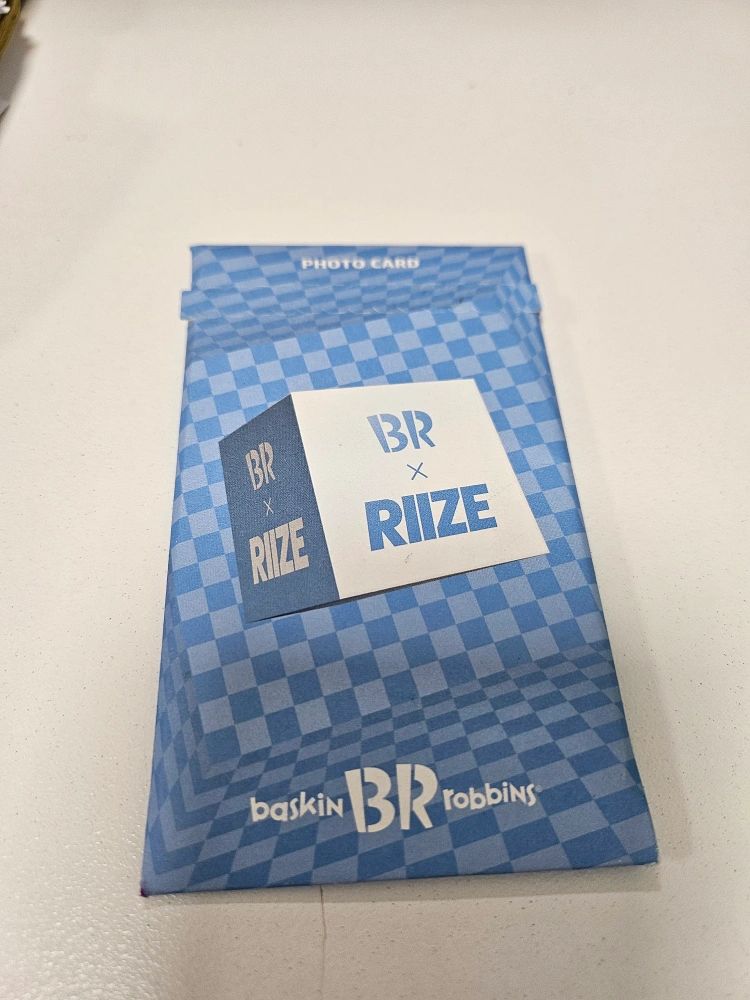 PHOTO CARD
BR
×
RIIZE
BR
×
RIIZE
baskin BR robbins®